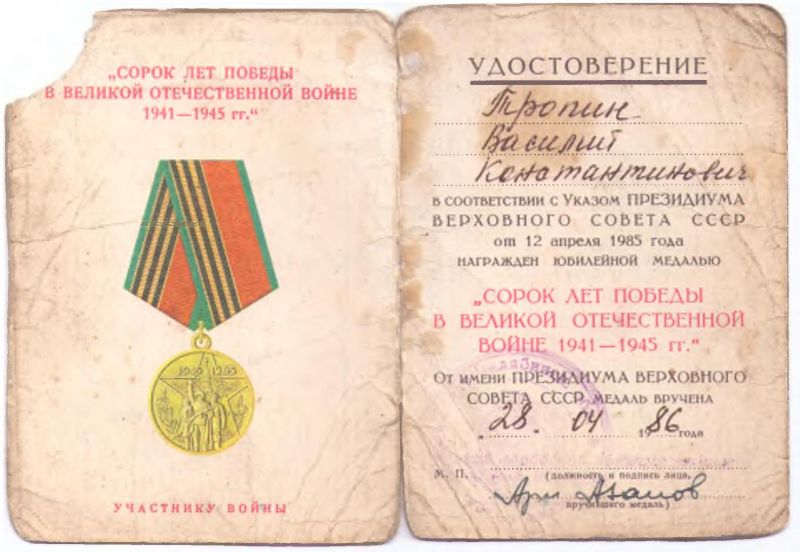 „СОРОК ЛЕТ ПОБЕДЫ
В ВЕЛИКОЙ ОТЕЧЕСТВЕННОЙ ВОЙНЕ
1941—1945 гг.“
1945 1985
УЧАСТНИКУ ВОЙНЫ
УДОСТОВЕРЕНИЕ
Тропин
Василий
Константинович
В СООТВЕТСТВИИ С УКАЗОМ ПРЕЗИДИУМА
ВЕРХОВНОГО СОВЕТА СССР
от 12 апреля 1985 года
НАГРАЖДЕН ЮБИЛЕЙНОЙ МЕДАЛЬЮ
„СОРОК ЛЕТ ПОБЕДЫ
В ВЕЛИКОЙ ОТЕЧЕСТВЕННОЙ
ВОЙНЕ 1941—1945 гг.“
ОТ ИМЕНИ ПРЕЗИДИУМА ВЕРХОВНОГО
СОВЕТА СССР МЕДАЛЬ ВРУЧЕНА
„28. 04 1986 года
М. П. (должность и подпись лица,
вручившего медаль)